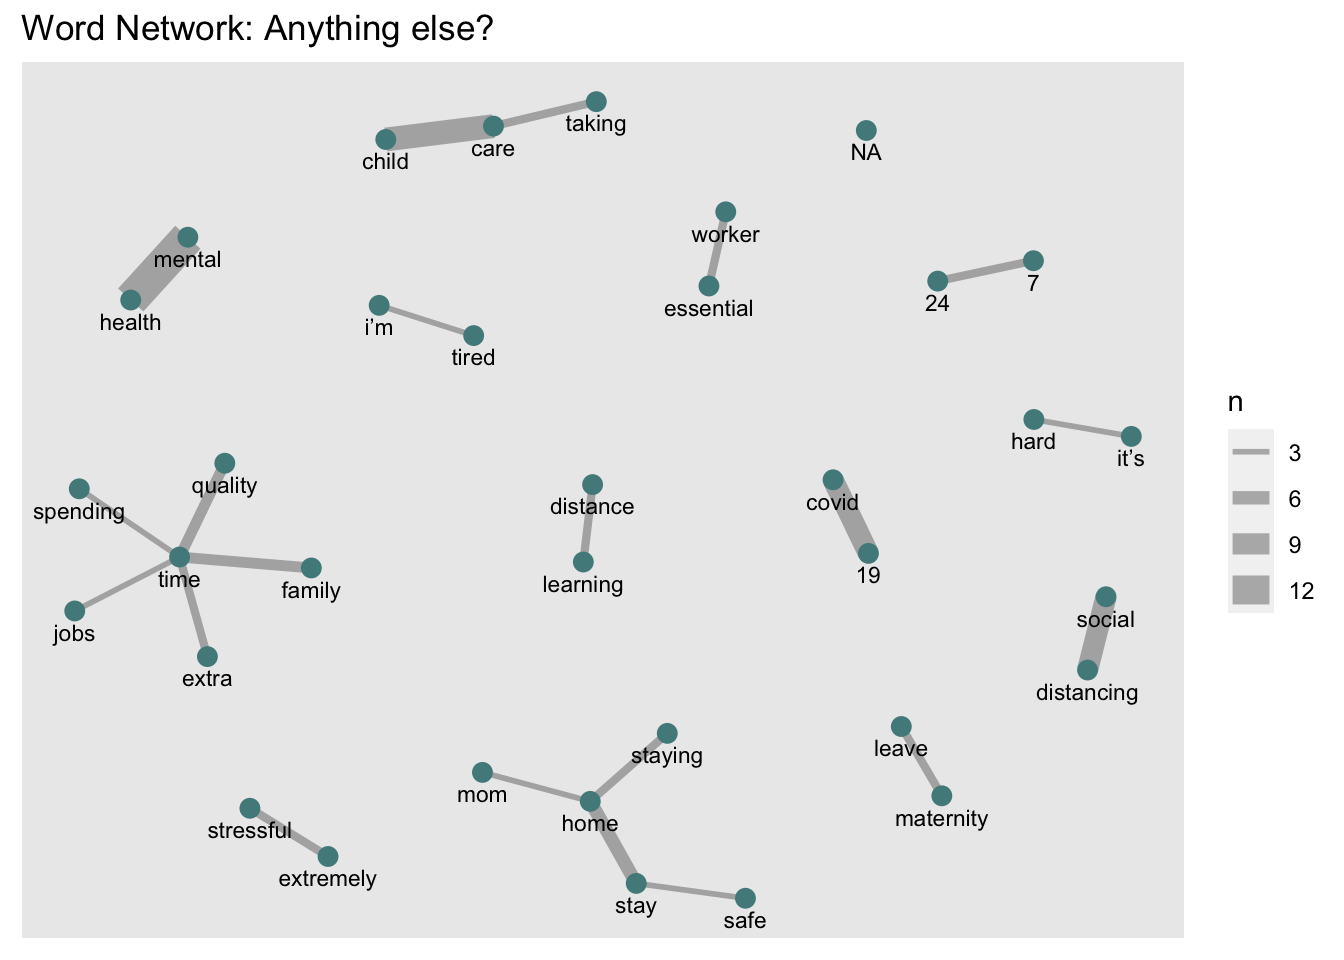 Word Network: Anything else?
taking
child
care
NA
worker
mental
essential
24
7
health
i’m
tired
hard
it’s
quality
spending
distance
covid
time
family
learning
19
jobs
extra
social
distancing
staying
leave
mom
home
maternity
stressful
extremely
stay
safe
n
3
6
9
12